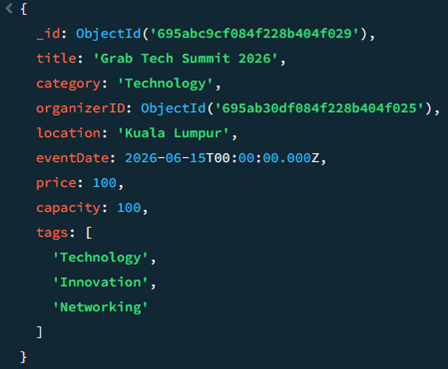 {
_id: ObjectId('695abc9cf084f228b404f029'),
title: 'Grab Tech Summit 2026',
category: 'Technology',
organizerID: ObjectId('695ab30df084f228b404f025'),
location: 'Kuala Lumpur',
eventDate: 2026-06-15T00:00:00.000Z,
price: 100,
capacity: 100,
tags: [
'Technology',
'Innovation',
'Networking'
]
}